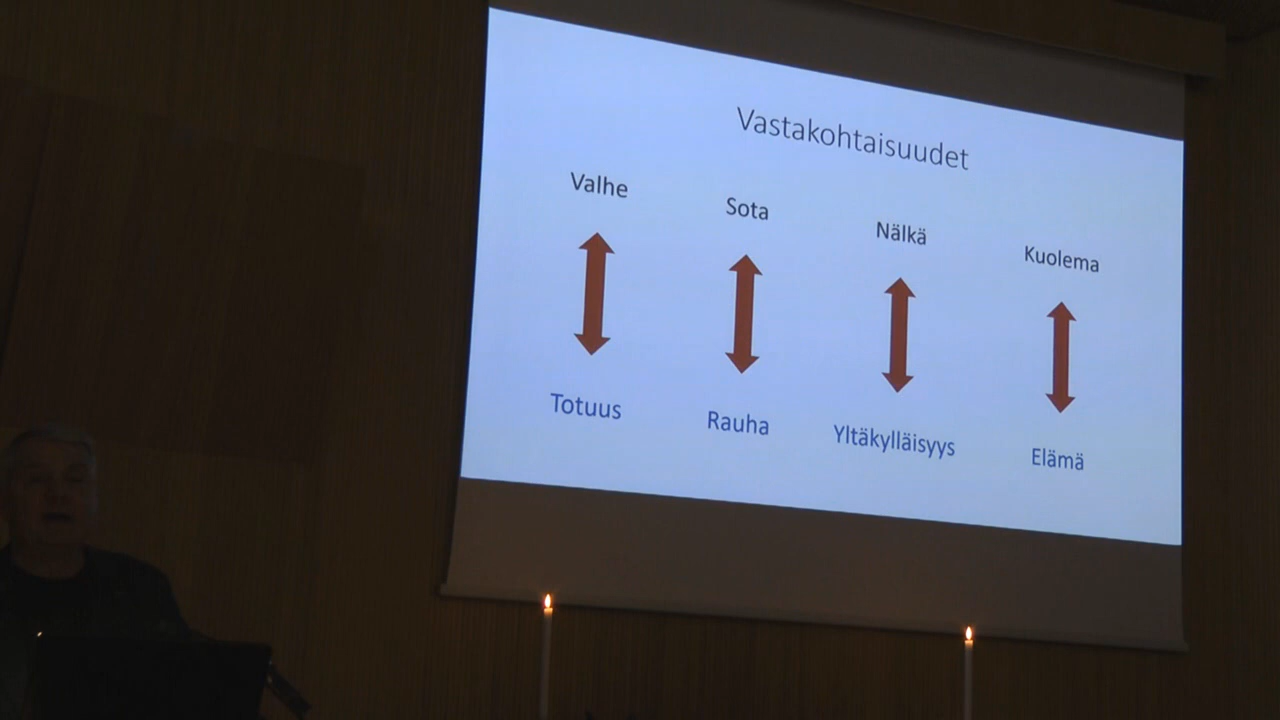 Vastakohtaisuudet
Valhe
Sota
Nälkä
Kuolema
Totuus
Rauha
Yltäkylläisyys
Elämä